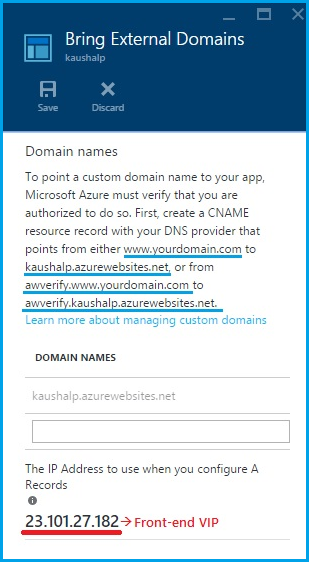 Bring External Domains
kaushalp
Save Discard
Domain names
To point a custom domain name to your app,
Microsoft Azure must verify that you are
authorized to do so. First, create a CNAME
resource record with your DNS provider that
points from either www.yourdomain.com to
kaushalp.azurewebsites.net, or from
awverify.www.yourdomain.com to
awverify.kaushalp.azurewebsites.net.
Learn more about managing custom domains
DOMAIN NAMES
kaushalp.azurewebsites.net
The IP Address to use when you configure A
Records
23.101.27.182 → Front-end VIP